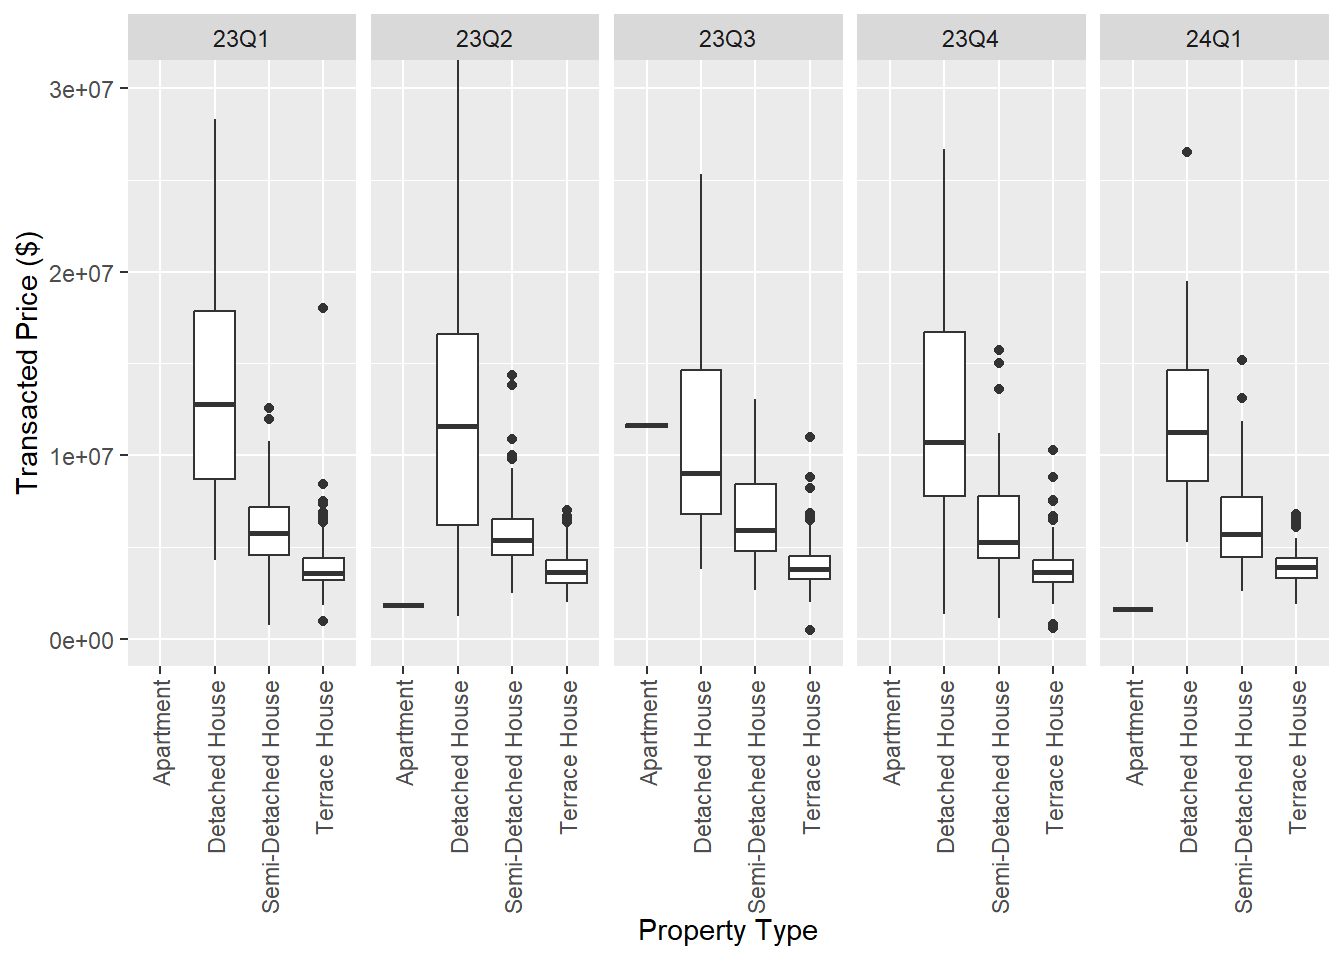 23Q1 23Q2 23Q3 23Q4 24Q1
Transacted Price ($)
3e+07
2e+07
1e+07
0e+00
Apartment
Detached House
Semi-Detached House
Terrace House
Apartment
Detached House
Semi-Detached House
Terrace House
Apartment
Detached House
Semi-Detached House
Terrace House
Apartment
Detached House
Semi-Detached House
Terrace House
Apartment
Detached House
Semi-Detached House
Terrace House
Property Type